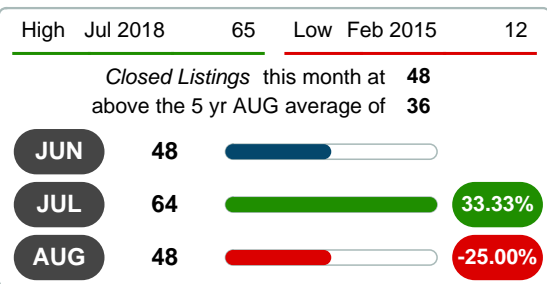 High Jul 2018 65 Low Feb 2015 12
Closed Listings this month at 48
above the 5 yr AUG average of 36
JUN 48
JUL 64 33.33%
AUG 48 -25.00%